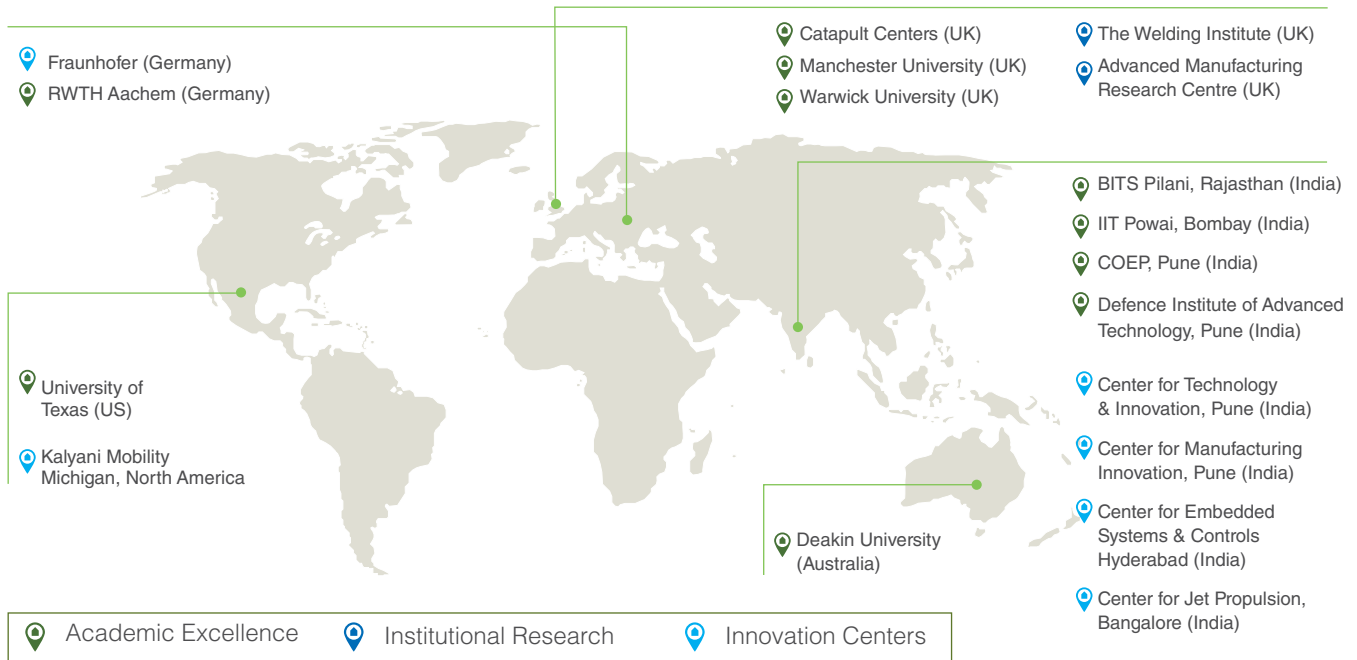 Fraunhofer (Germany)
RWTH Aachem (Germany)
Catapult Centers (UK)
Manchester University (UK)
Warwick University (UK)
The Welding Institute (UK)
Advanced Manufacturing
Research Centre (UK)
BITS Pilani, Rajasthan (India)
IIT Powai, Bombay (India)
COEP, Pune (India)
Defence Institute of Advanced
Technology, Pune (India)
Center for Technology
& Innovation, Pune (India)
Center for Manufacturing
Innovation, Pune (India)
Center for Embedded
Systems & Controls
Hyderabad (India)
Center for Jet Propulsion,
Bangalore (India)
University of
Texas (US)
Kalyani Mobility
Michigan, North America
Deakin University
(Australia)
Academic Excellence
Institutional Research
Innovation Centers